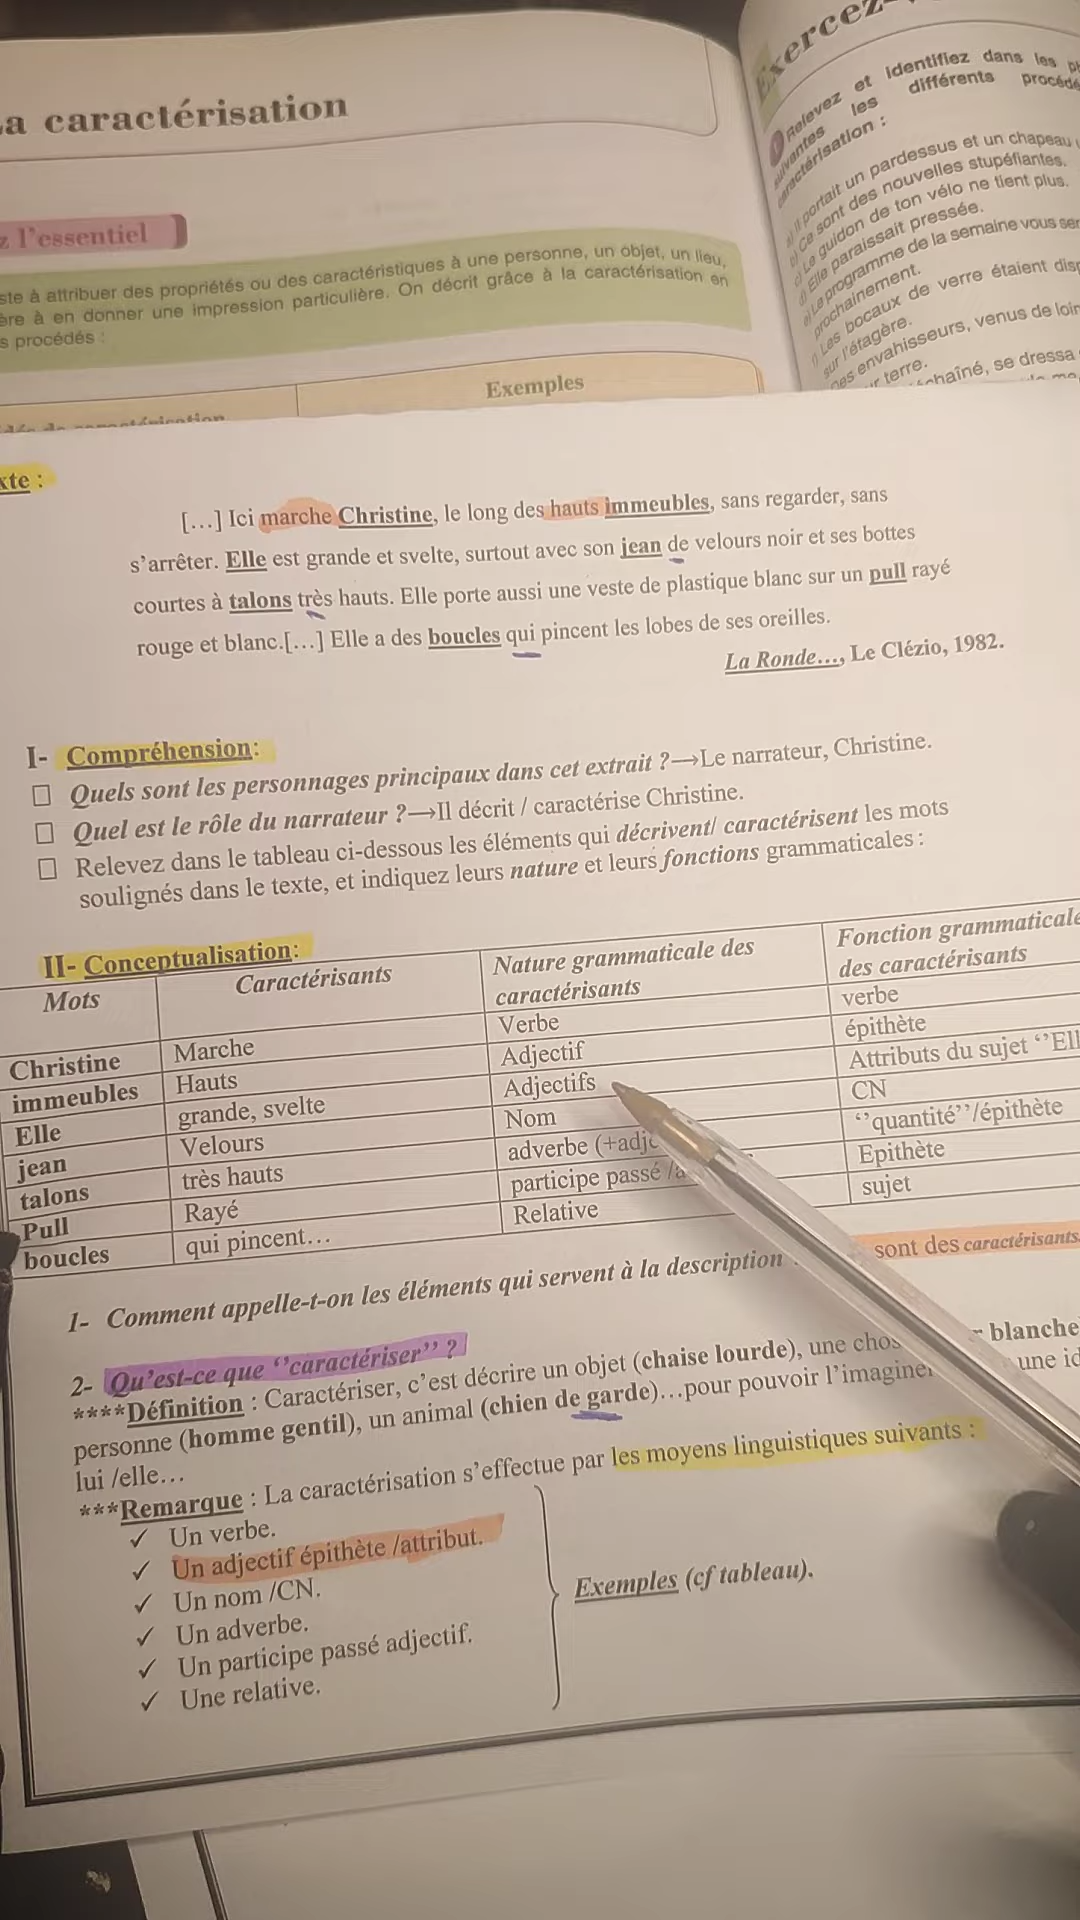 a caractérisation
z l'essentiel
ste à attribuer des propriétés ou des caractéristiques à une personne, un objet, un lieu,
ère à en donner une impression particulière. On décrit grâce à la caractérisation en
s procédés :
Exemples
Exercez-
1 Relevez et identifiez dans les
suivantes les différents procédé
caractérisation :
a) Il portait un pardessus et un chapeau
b) Ce sont des nouvelles stupéfiantes.
c) Le guidon de ton vélo ne tient plus.
d) Elle paraissait pressée.
e) Le programme de la semaine vous ser
prochainement.
f) Les bocaux de verre étaient disp
sur l'étagère.
envahisseurs, venus de loin
terre.
chaîné, se dressa
xte :
[…] Ici marche Christine, le long des hauts immeubles, sans regarder, sans
s'arrêter. Elle est grande et svelte, surtout avec son jean de velours noir et ses bottes
courtes à talons très hauts. Elle porte aussi une veste de plastique blanc sur un pull rayé
rouge et blanc.[…] Elle a des boucles qui pincent les lobes de ses oreilles.
La Ronde…, Le Clézio, 1982.
I- Compréhension:
□ Quels sont les personnages principaux dans cet extrait ?→Le narrateur, Christine.
□ Quel est le rôle du narrateur ?→Il décrit / caractérise Christine.
□ Relevez dans le tableau ci-dessous les éléments qui décrivent/ caractérisent les mots
soulignés dans le texte, et indiquez leurs nature et leurs fonctions grammaticales :
II- Conceptualisation:
Mots Caractérisants Nature grammaticale des caractérisants Fonction grammaticale des caractérisants
Christine Marche Verbe verbe
immeubles Hauts Adjectif épithète
Elle grande, svelte Adjectifs Attributs du sujet ‘’Ell
jean Velours Nom CN
talons très hauts adverbe (+adj ‘’quantité’’/épithète
Pull Rayé participe passé /a Epithète
boucles qui pincent… Relative sujet
1- Comment appelle-t-on les éléments qui servent à la description sont des caractérisants.
2- Qu'est-ce que ‘’caractériser’’ ?
****Définition : Caractériser, c'est décrire un objet (chaise lourde), une chos blanche
personne (homme gentil), un animal (chien de garde)…pour pouvoir l'imaginer une id
lui /elle…
***Remarque : La caractérisation s'effectue par les moyens linguistiques suivants :
✓ Un verbe.
✓ Un adjectif épithète /attribut.
✓ Un nom /CN.
✓ Un adverbe.
✓ Un participe passé adjectif.
✓ Une relative.
Exemples (cf tableau).